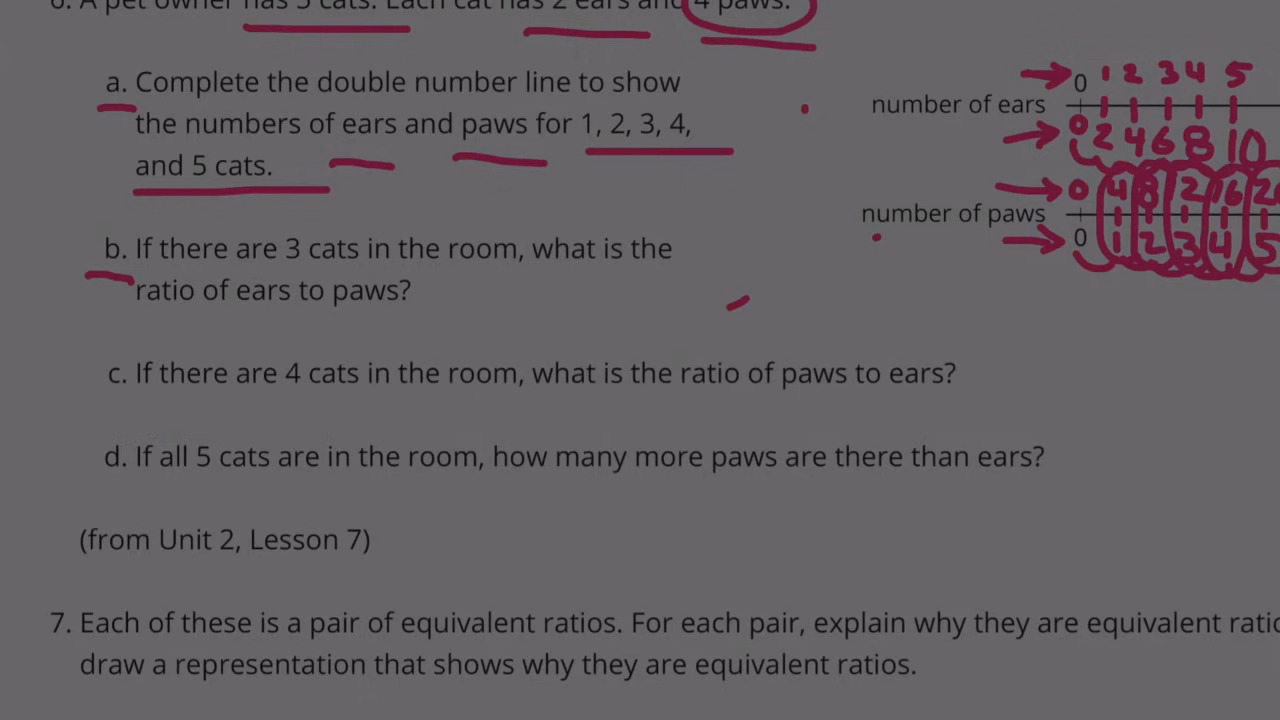 6. A pet owner has 5 cats. Each cat has 2 ears and 4 paws.
a. Complete the double number line to show
the numbers of ears and paws for 1, 2, 3, 4,
and 5 cats.
0 1 2 3 4 5
number of ears
0 2 4 6 8 10
0 4 8 12 16
number of paws
0 1 2 3 4 5
b. If there are 3 cats in the room, what is the
ratio of ears to paws?
c. If there are 4 cats in the room, what is the ratio of paws to ears?
d. If all 5 cats are in the room, how many more paws are there than ears?
(from Unit 2, Lesson 7)
7. Each of these is a pair of equivalent ratios. For each pair, explain why they are equivalent
draw a representation that shows why they are equivalent ratios.